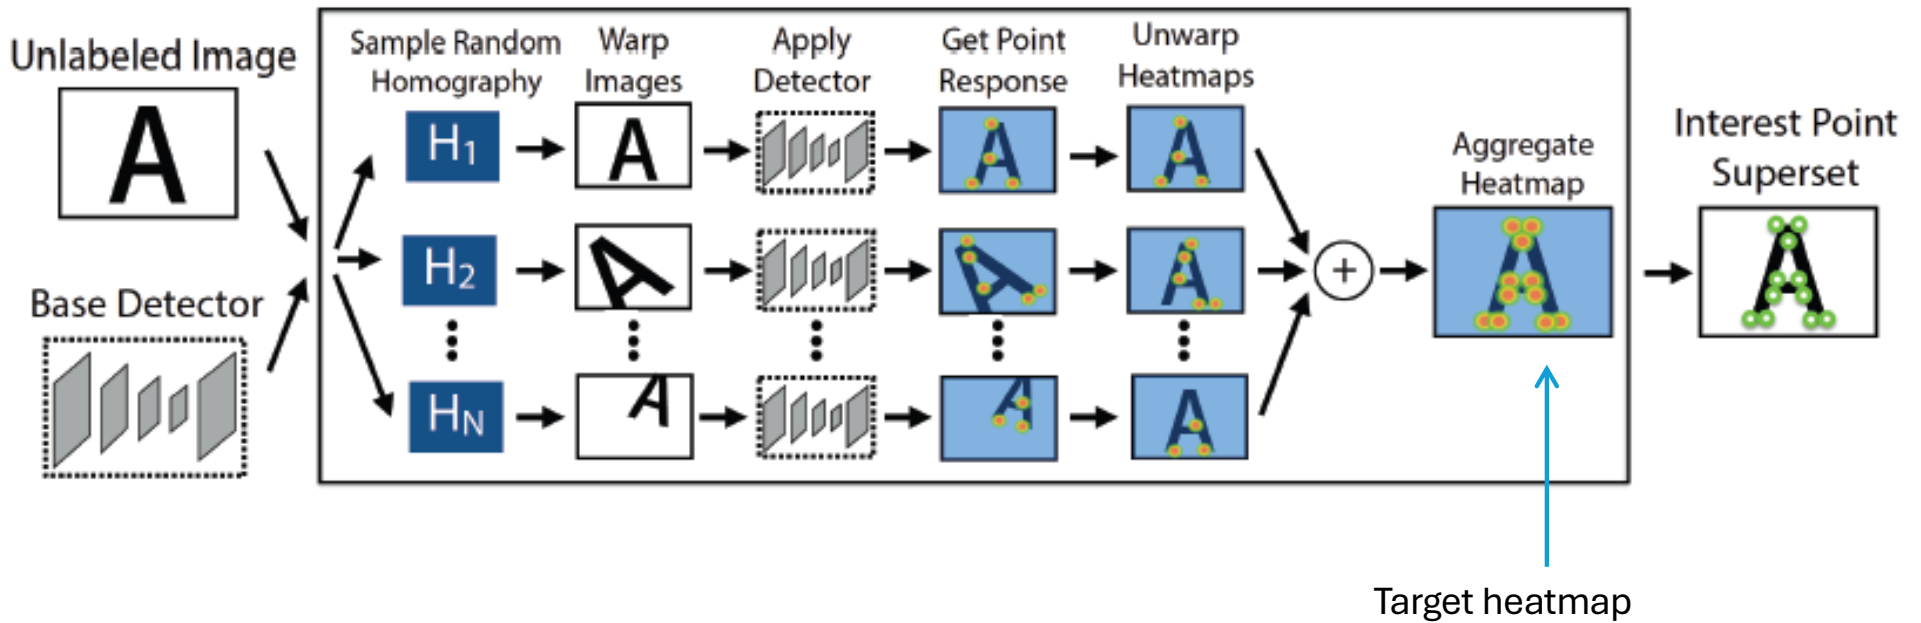 Unlabeled Image
A
Base Detector
Sample Random
Homography
Warp
Images
Apply
Detector
Get Point
Response
Unwarp
Heatmaps
H1
A
A
A
H2
A
A
A
HN
A
A
A
+
Aggregate
Heatmap
A
Interest Point
Superset
A
Target heatmap